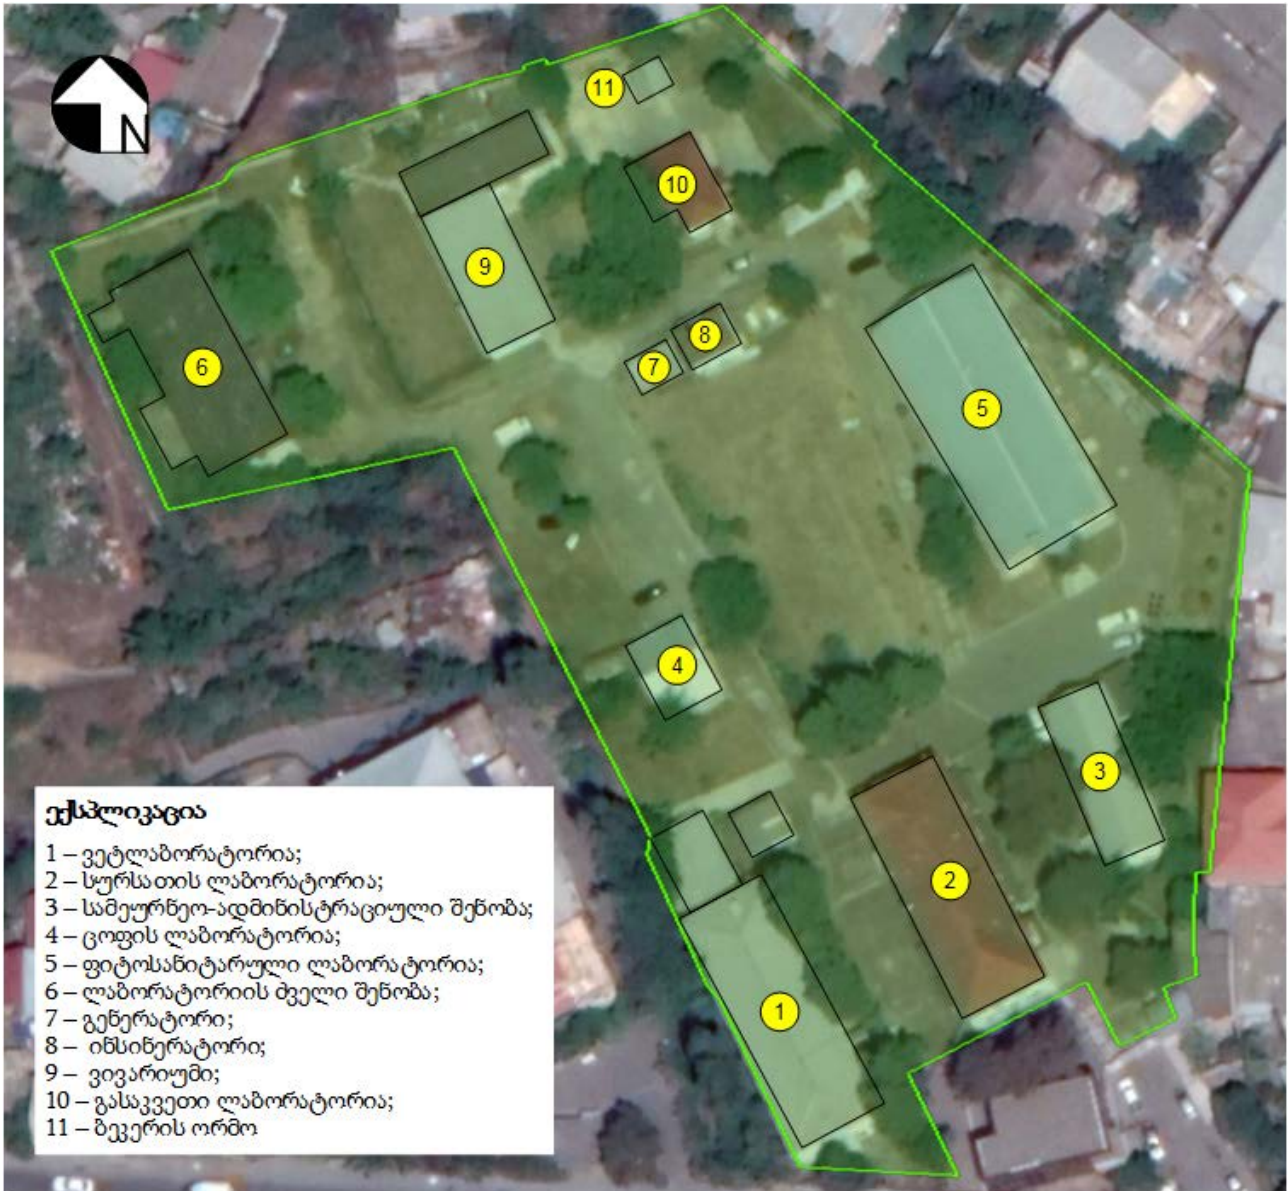 N
11
10
9
8
7
6
5
4
3
2
1
ექსპლიკაცია
1 – ვეტლაბორატორია;
2 – სურსათის ლაბორატორია;
3 – სამეურნეო-ადმინისტრაციული შენობა;
4 – ცოფის ლაბორატორია;
5 – ფიტოსანიტარული ლაბორატორია;
6 – ლაბორატორიის ძველი შენობა;
7 – გენერატორი;
8 – ინსინერატორი;
9 – ვივარიუმი;
10 – გასაკვეთი ლაბორატორია;
11 – ბეკერის ორმო